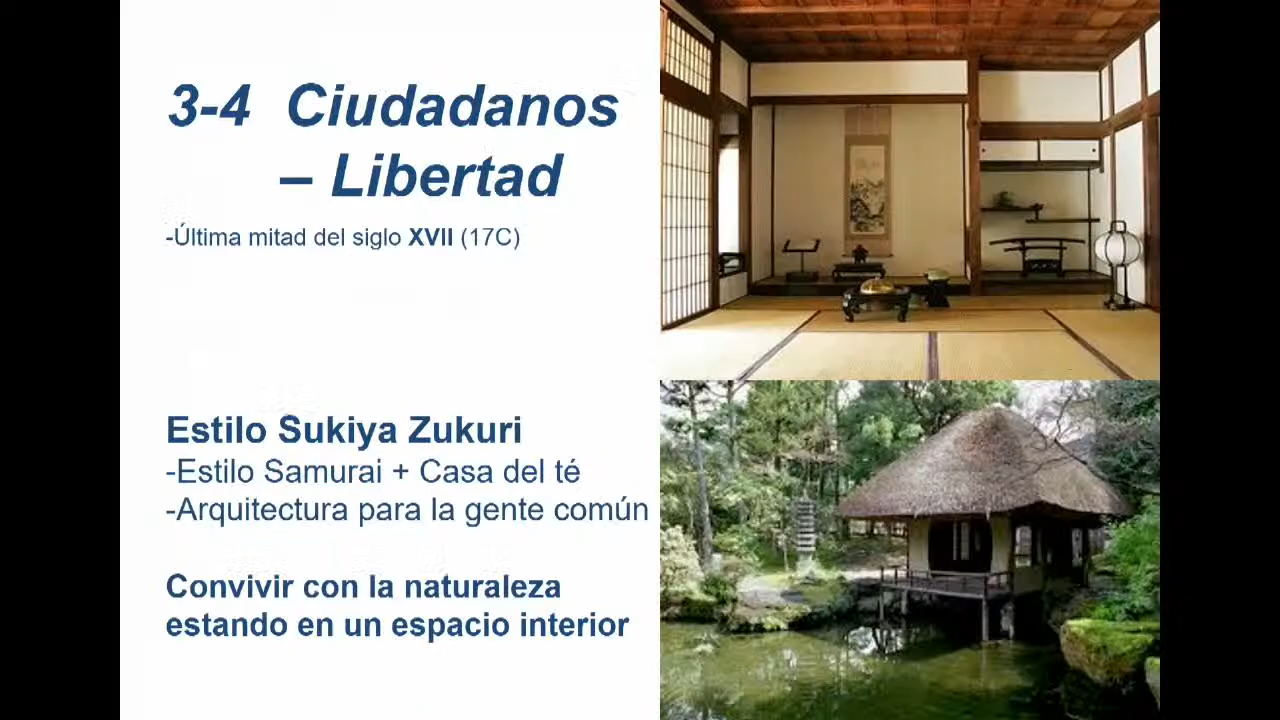 3-4 Ciudadanos
– Libertad
-Última mitad del siglo XVII (17C)
Estilo Sukiya Zukuri
-Estilo Samurai + Casa del té
-Arquitectura para la gente común
Convivir con la naturaleza
estando en un espacio interior